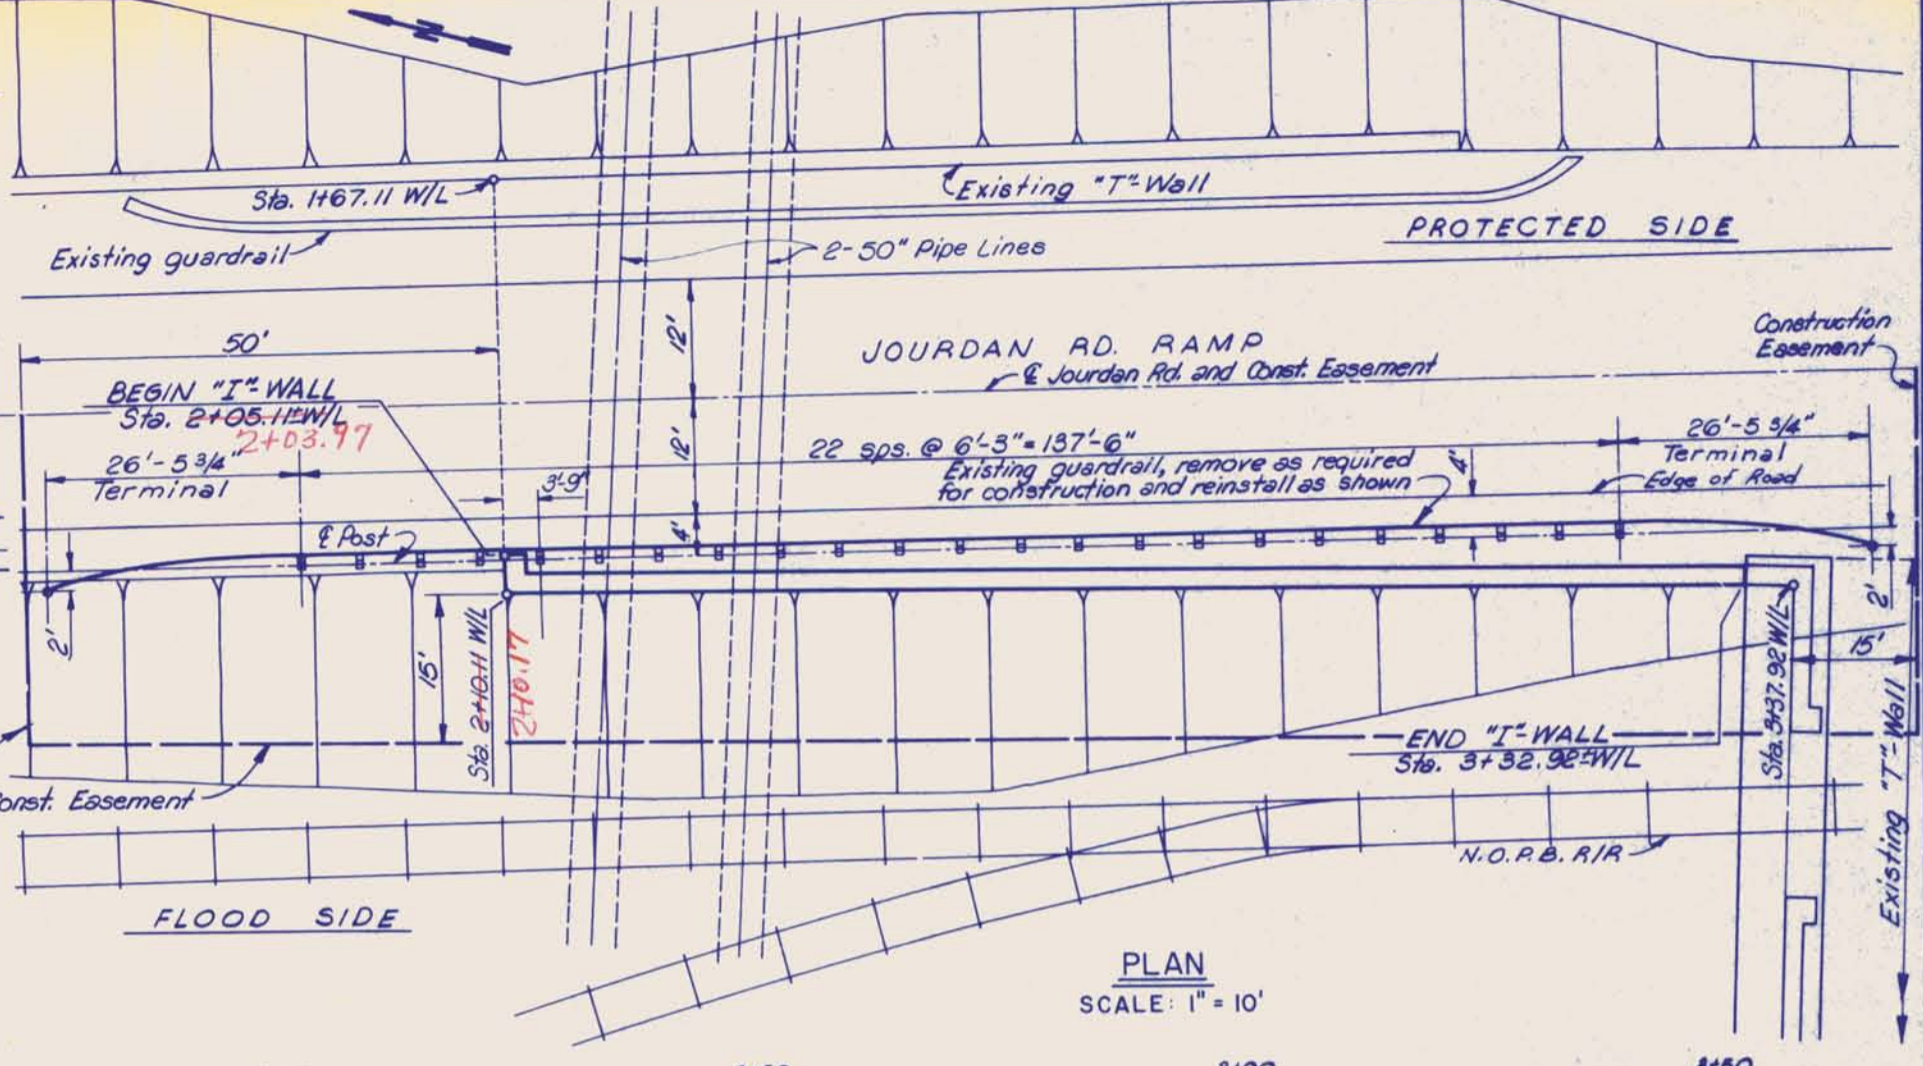 N
Sta. 1+67.11 W/L
Existing "T"-Wall
PROTECTED SIDE
Existing guardrail
2-50" Pipe Lines
12'
50'
JOURDAN RD. RAMP
℄ Jourdan Rd. and Const. Easement
Construction
Easement
BEGIN "I"-WALL
Sta. 2+05.11±W/L
2+03.97
26'-5 3/4"
Terminal
3'-9"
12'
22 sps. @ 6'-3" = 137'-6"
Existing guardrail, remove as required
for construction and reinstall as shown
4'
26'-5 3/4"
Terminal
Edge of Road
℄ Post
4'
2'
15'
Sta. 2+10.11 W/L
2+10.17
2'
15'
Sta. 3+37.92 W/L
END "I"-WALL
Sta. 3+32.92±W/L
Const. Easement
Existing "T"-Wall
N.O.P.B. R/R
FLOOD SIDE
PLAN
SCALE: 1" = 10'